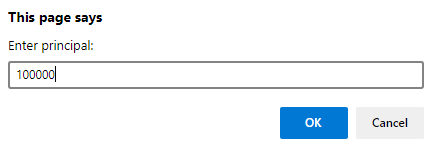 This page says
Enter principal:
100000
OK
Cancel